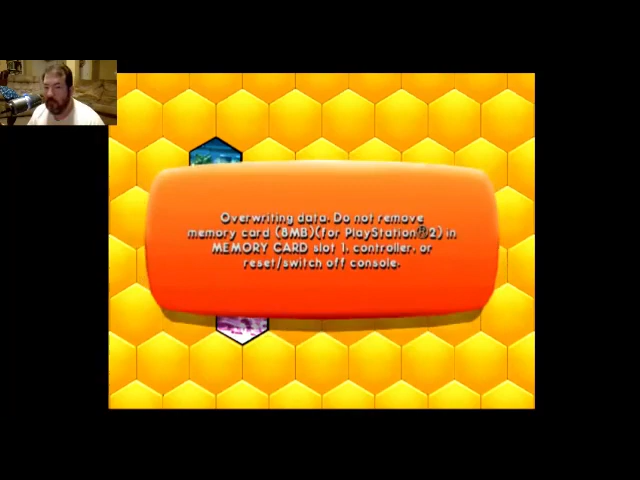 Overwriting data. Do not remove
memory card (8MB)(for PlayStation®2) in
MEMORY CARD slot 1, controller, or
reset/switch off console.